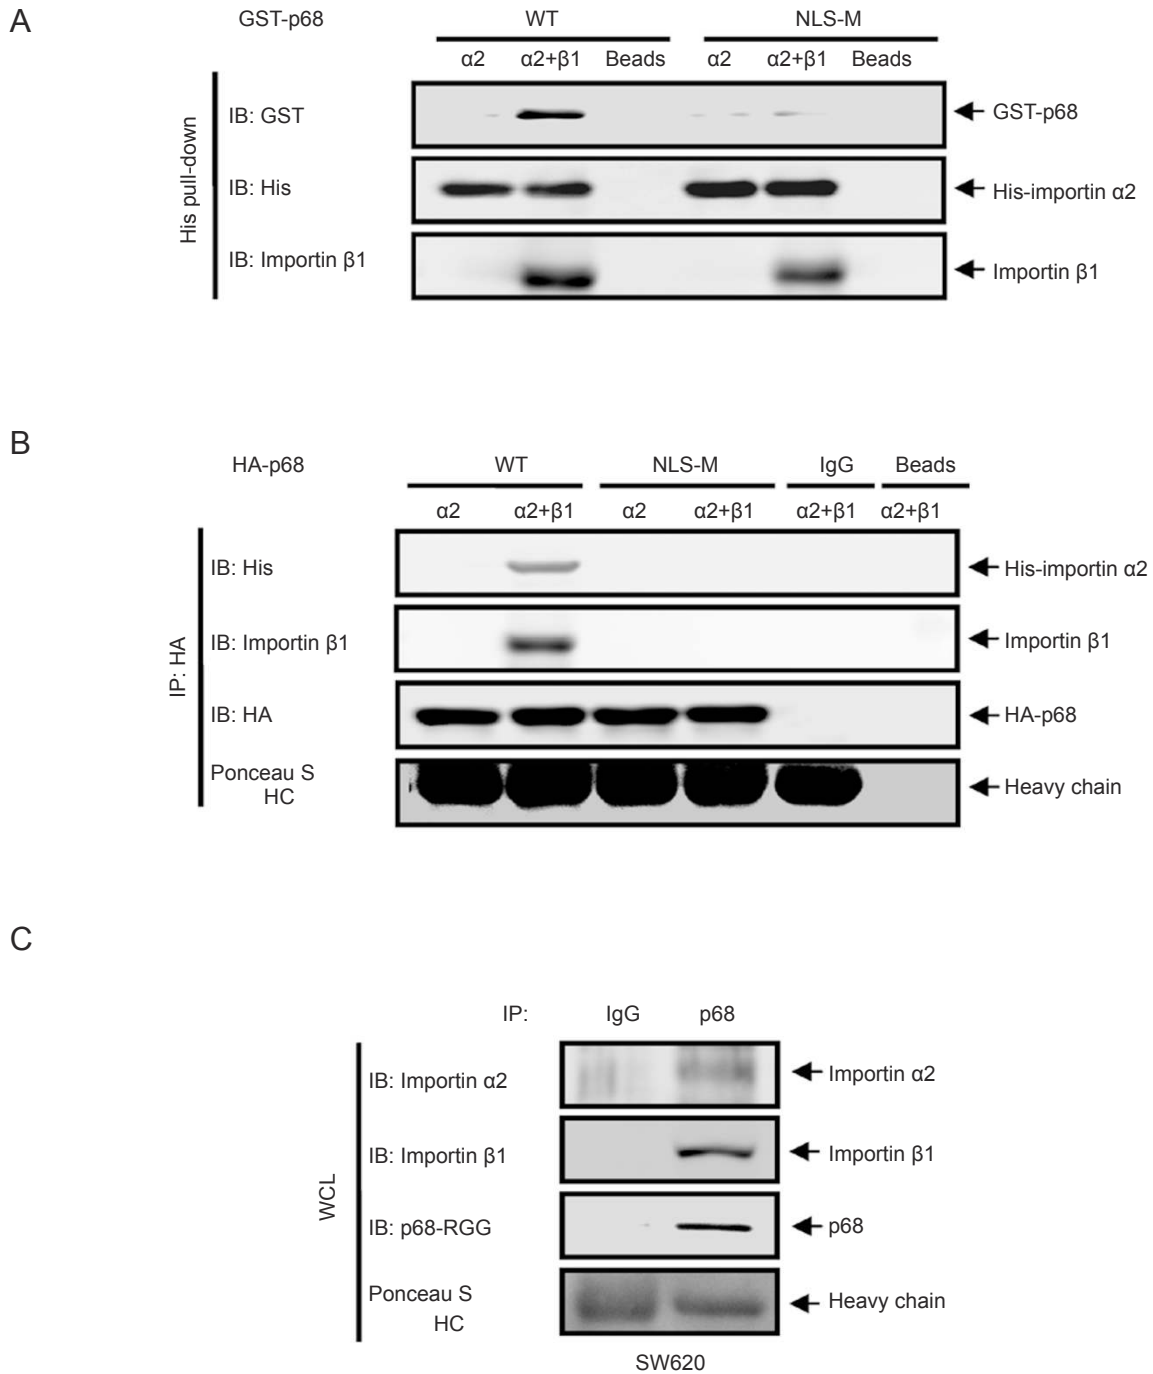 A
GST-p68 WT NLS-M
α2 α2+β1 Beads α2 α2+β1 Beads
His pull-down
IB: GST GST-p68
IB: His His-importin α2
IB: Importin β1 Importin β1
B
HA-p68 WT NLS-M IgG Beads
α2 α2+β1 α2 α2+β1 α2+β1 α2+β1
IP: HA
IB: His His-importin α2
IB: Importin β1 Importin β1
IB: HA HA-p68
Ponceau S
HC Heavy chain
C
IP: IgG p68
WCL
IB: Importin α2 Importin α2
IB: Importin β1 Importin β1
IB: p68-RGG p68
Ponceau S Heavy chain
HC
SW620